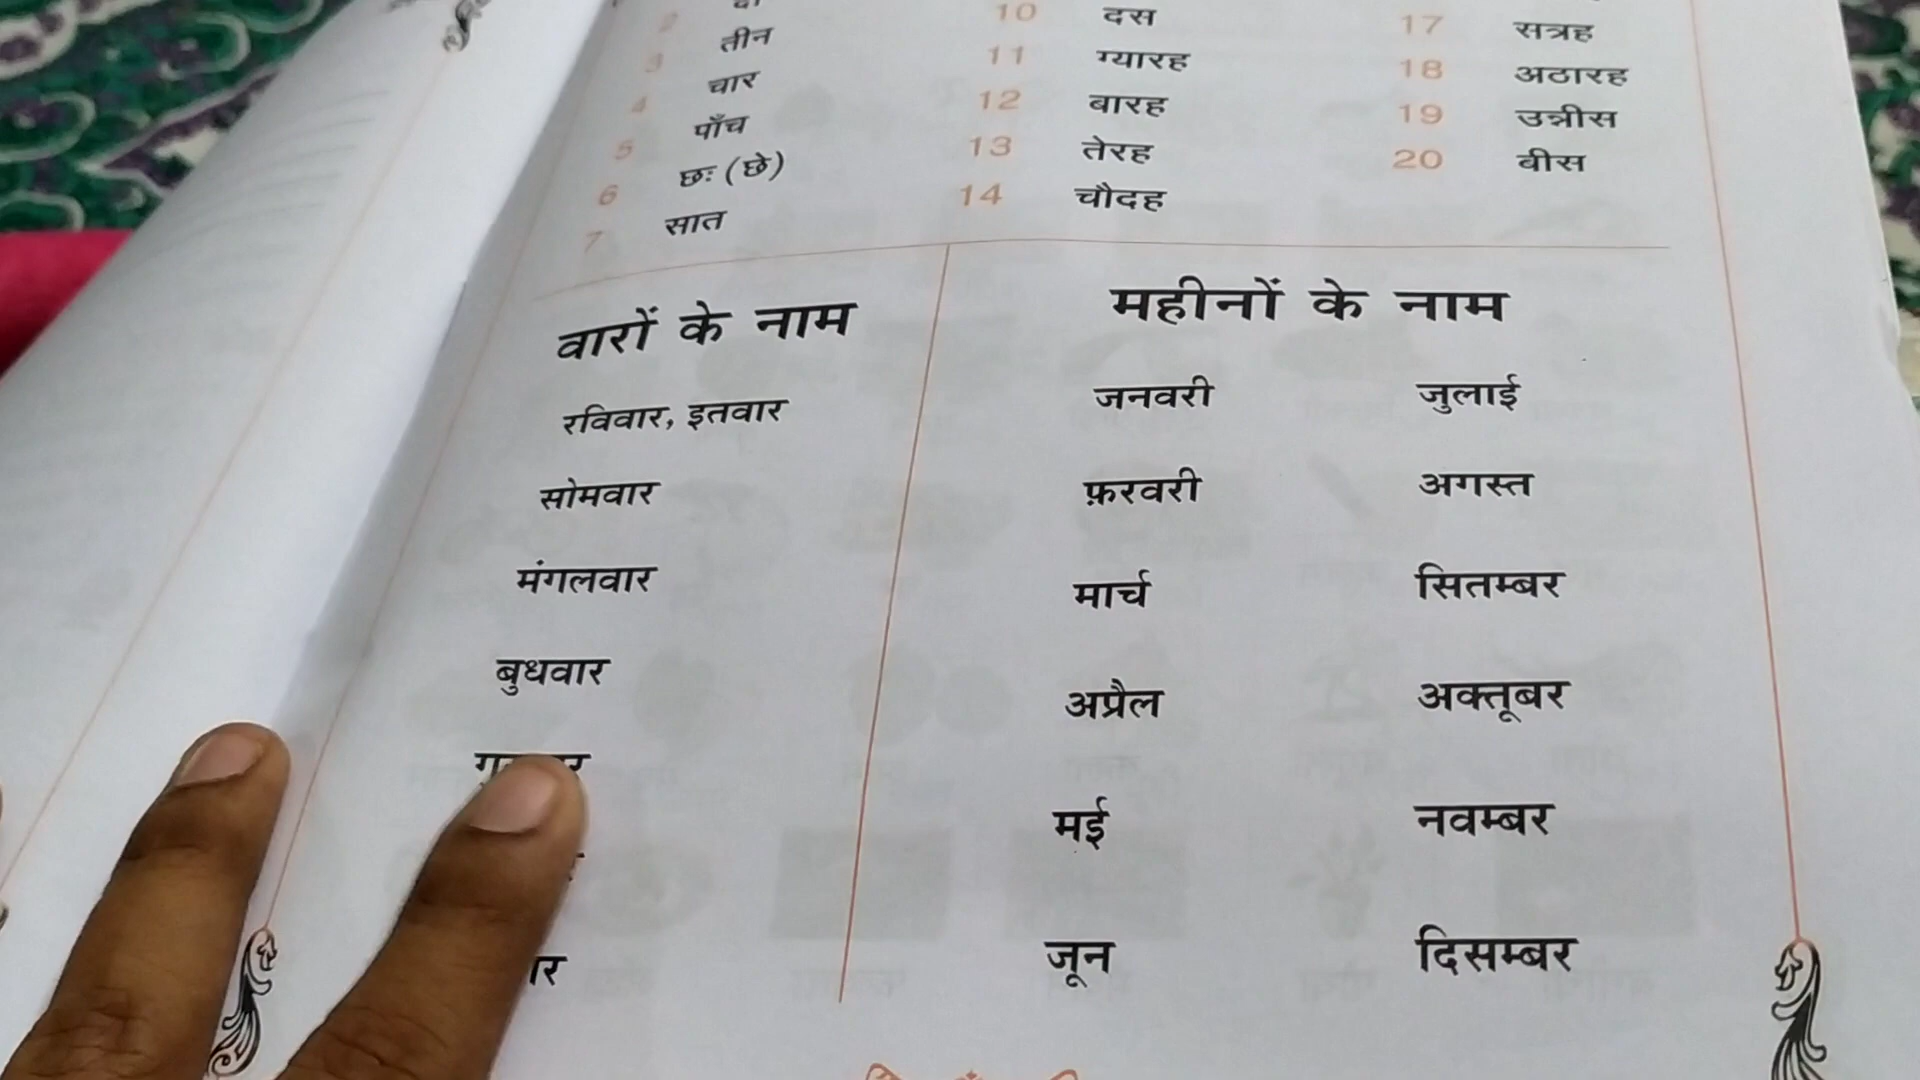 2
3 तीन
4 चार
5 पाँच
6 छः (छे)
7 सात
10 दस
11 ग्यारह
12 बारह
13 तेरह
14 चौदह
17 सत्रह
18 अठारह
19 उन्नीस
20 बीस
वारों के नाम
रविवार, इतवार
सोमवार
मंगलवार
बुधवार
महीनों के नाम
जनवरी जुलाई
फ़रवरी अगस्त
मार्च सितम्बर
अप्रैल अक्तूबर
मई नवम्बर
जून दिसम्बर